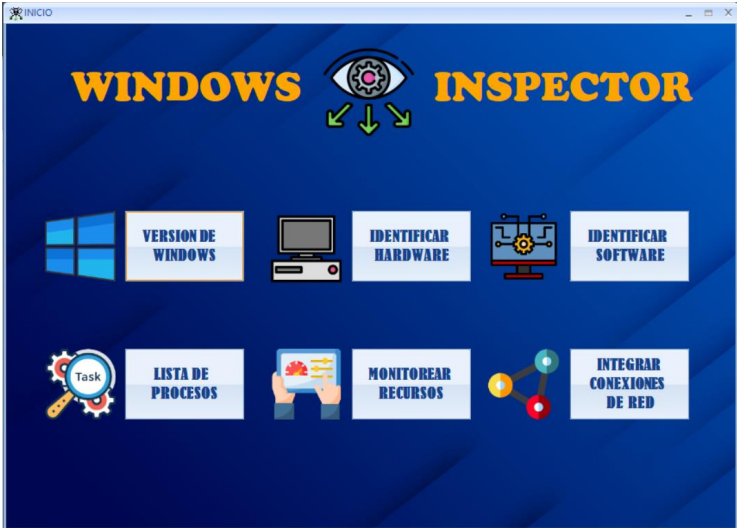 INICIO
WINDOWS INSPECTOR
VERSION DE
WINDOWS
IDENTIFICAR
HARDWARE
IDENTIFICAR
SOFTWARE
Task
LISTA DE
PROCESOS
MONITOREAR
RECURSOS
INTEGRAR
CONEXIONES
DE RED